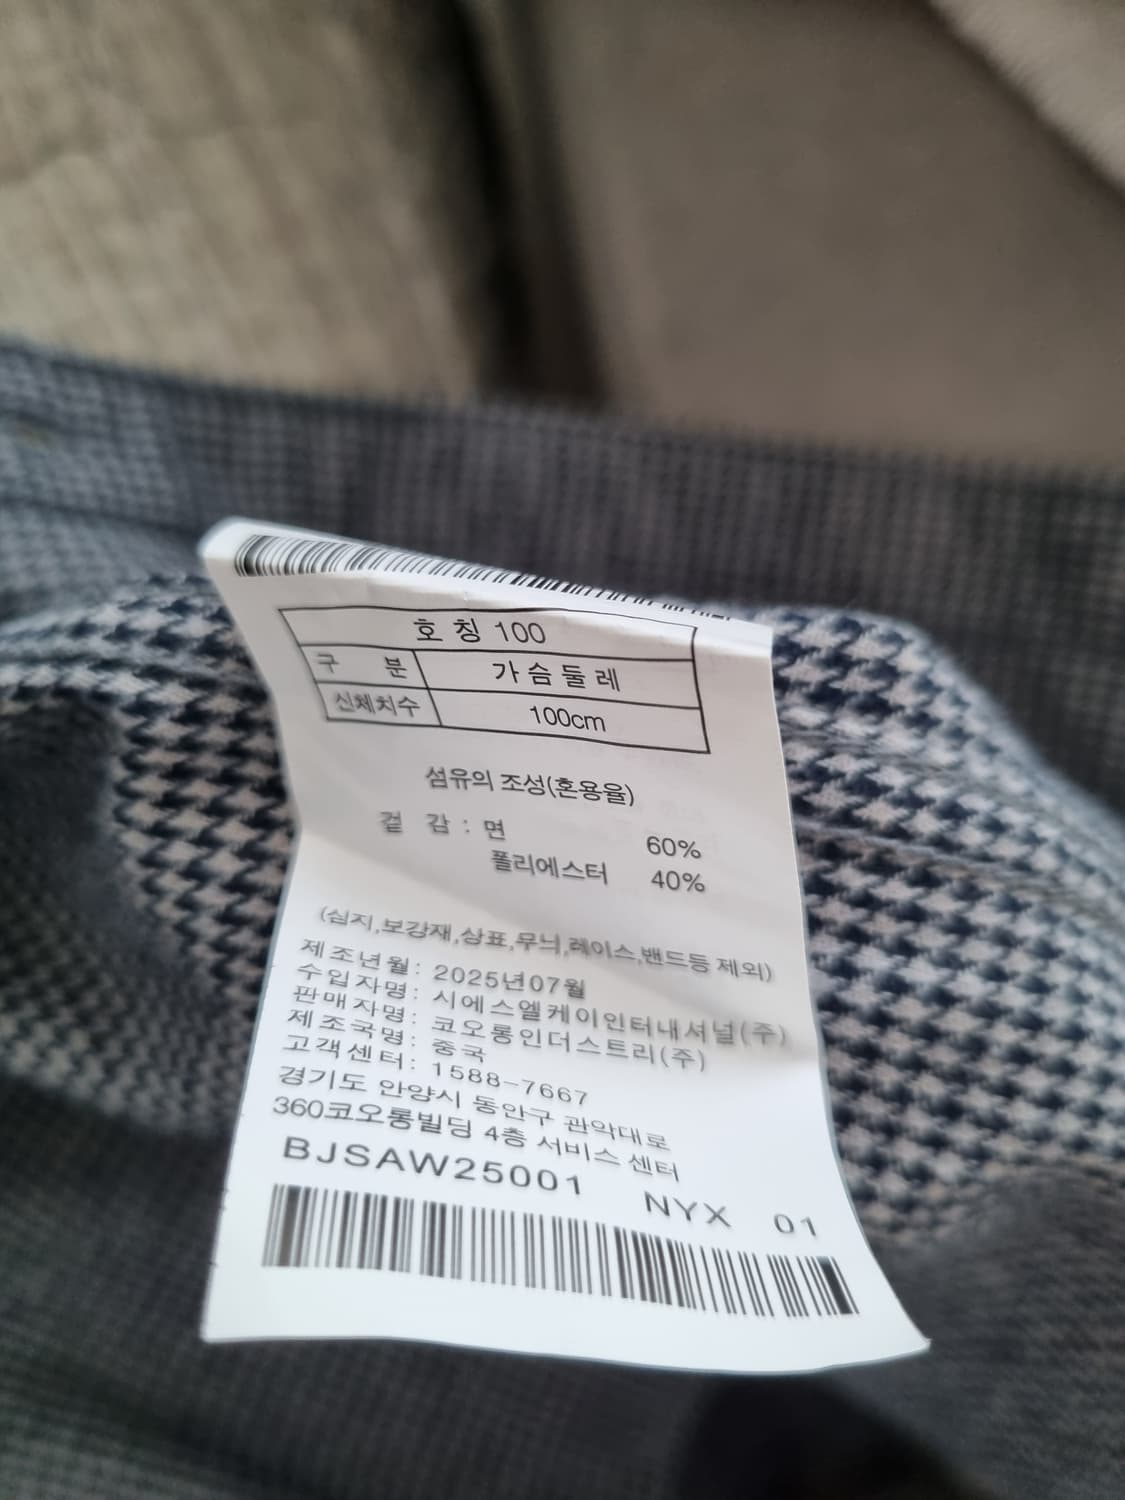 호 칭 100
구 분 가슴둘레
신체치수 100cm
섬유의 조성(혼용율)
겉 감 : 면 60%
폴리에스터 40%
(심지,보강재,상표,무늬,레이스,밴드등 제외)
제조년월: 2025년07월
수입자명: 시에스엘케이인터내셔널(주)
판매자명: 코오롱인더스트리(주)
제조국명: 중국
고객센터: 1588-7667
경기도 안양시 동안구 관악대로
360코오롱빌딩 4층 서비스 센터
BJSAW25001 NYX 01